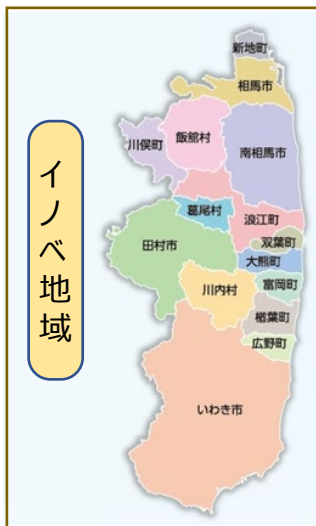 イノベ地域
新地町
相馬市
飯舘村
川俣町
南相馬市
葛尾村
浪江町
双葉町
田村市
大熊町
川内村
富岡町
楢葉町
広野町
いわき市